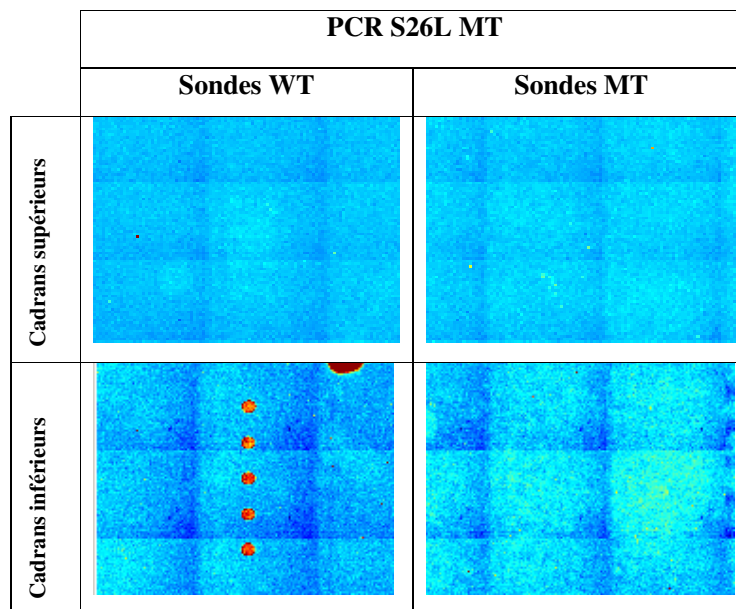 PCR S26L MT
Sondes WT
Sondes MT
Cadrans supérieurs
Cadrans inférieurs